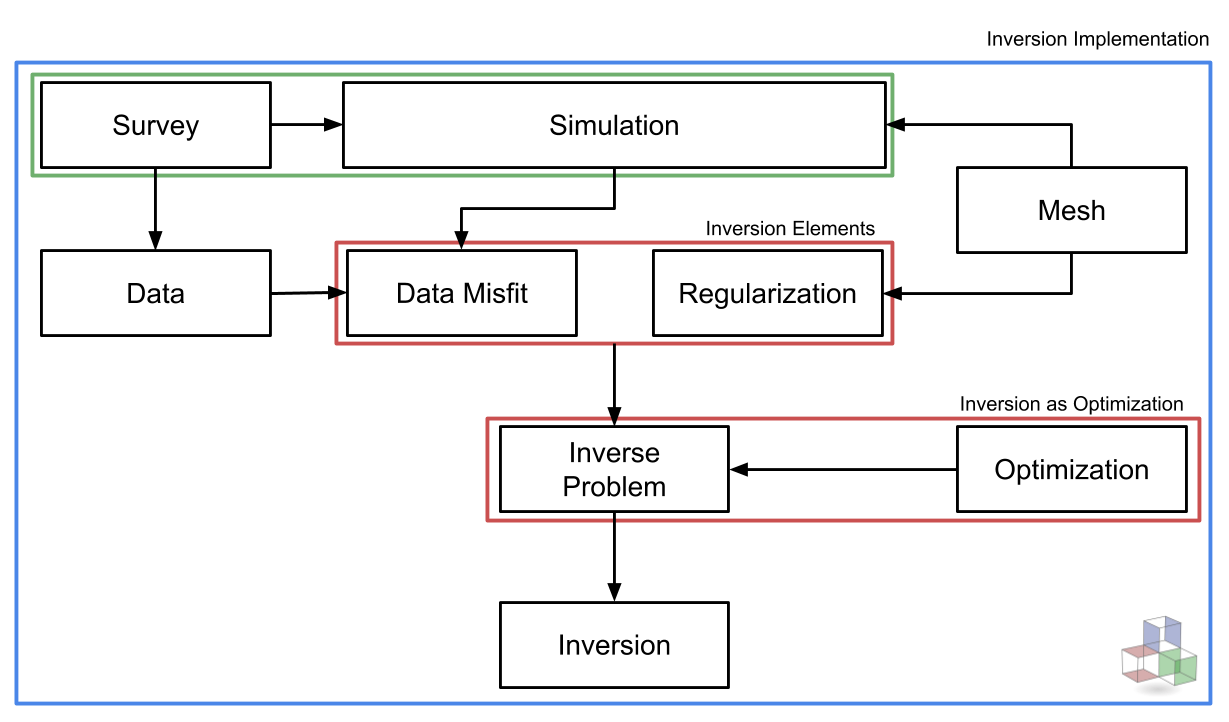 Inversion Implementation
Survey
Simulation
Mesh
Inversion Elements
Data
Data Misfit
Regularization
Inversion as Optimization
Inverse
Problem
Optimization
Inversion